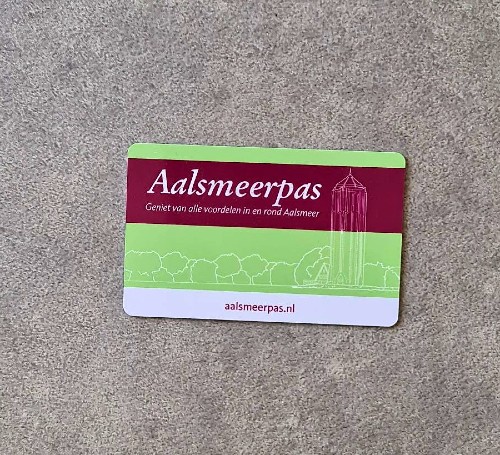 Aalsmeerpas
Geniet van alle voordelen in en rond Aalsmeer
aalsmeerpas.nl